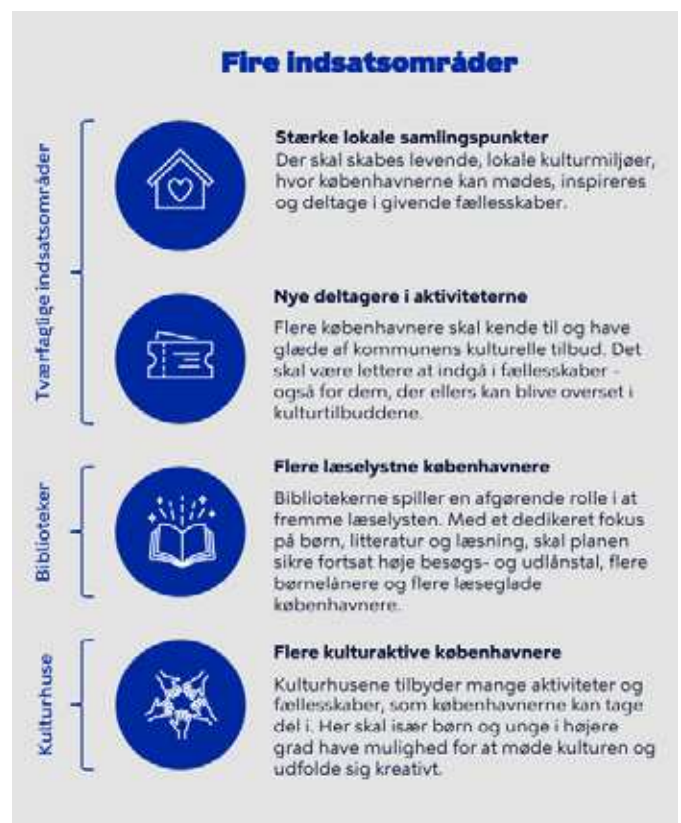 Fire indsatsområder
Tværfaglige indsatsområder
Stærke lokale samlingspunkter
Der skal skabes levende, lokale kulturmiljøer,
hvor københavnerne kan mødes, inspireres
og deltage i givende fællesskaber.
Nye deltagere i aktiviteterne
Flere københavnere skal kende til og have
glæde af kommunens kulturelle tilbud. Det
skal være lettere at indgå i fællesskaber -
også for dem, der ellers kan blive overset i
kulturtilbuddene.
Biblioteker
Flere læselystne københavnere
Bibliotekerne spiller en afgørende rolle i at
fremme læselysten. Med et dedikeret fokus
på børn, litteratur og læsning, skal planen
sikre fortsat høje besøgs- og udlånstal, flere
børnelånere og flere læseglade
københavnere.
Kulturhuse
Flere kulturaktive københavnere
Kulturhusene tilbyder mange aktiviteter og
fællesskaber, som københavnerne kan tage
del i. Her skal især børn og unge i højere
grad have mulighed for at møde kulturen og
udfolde sig kreativt.